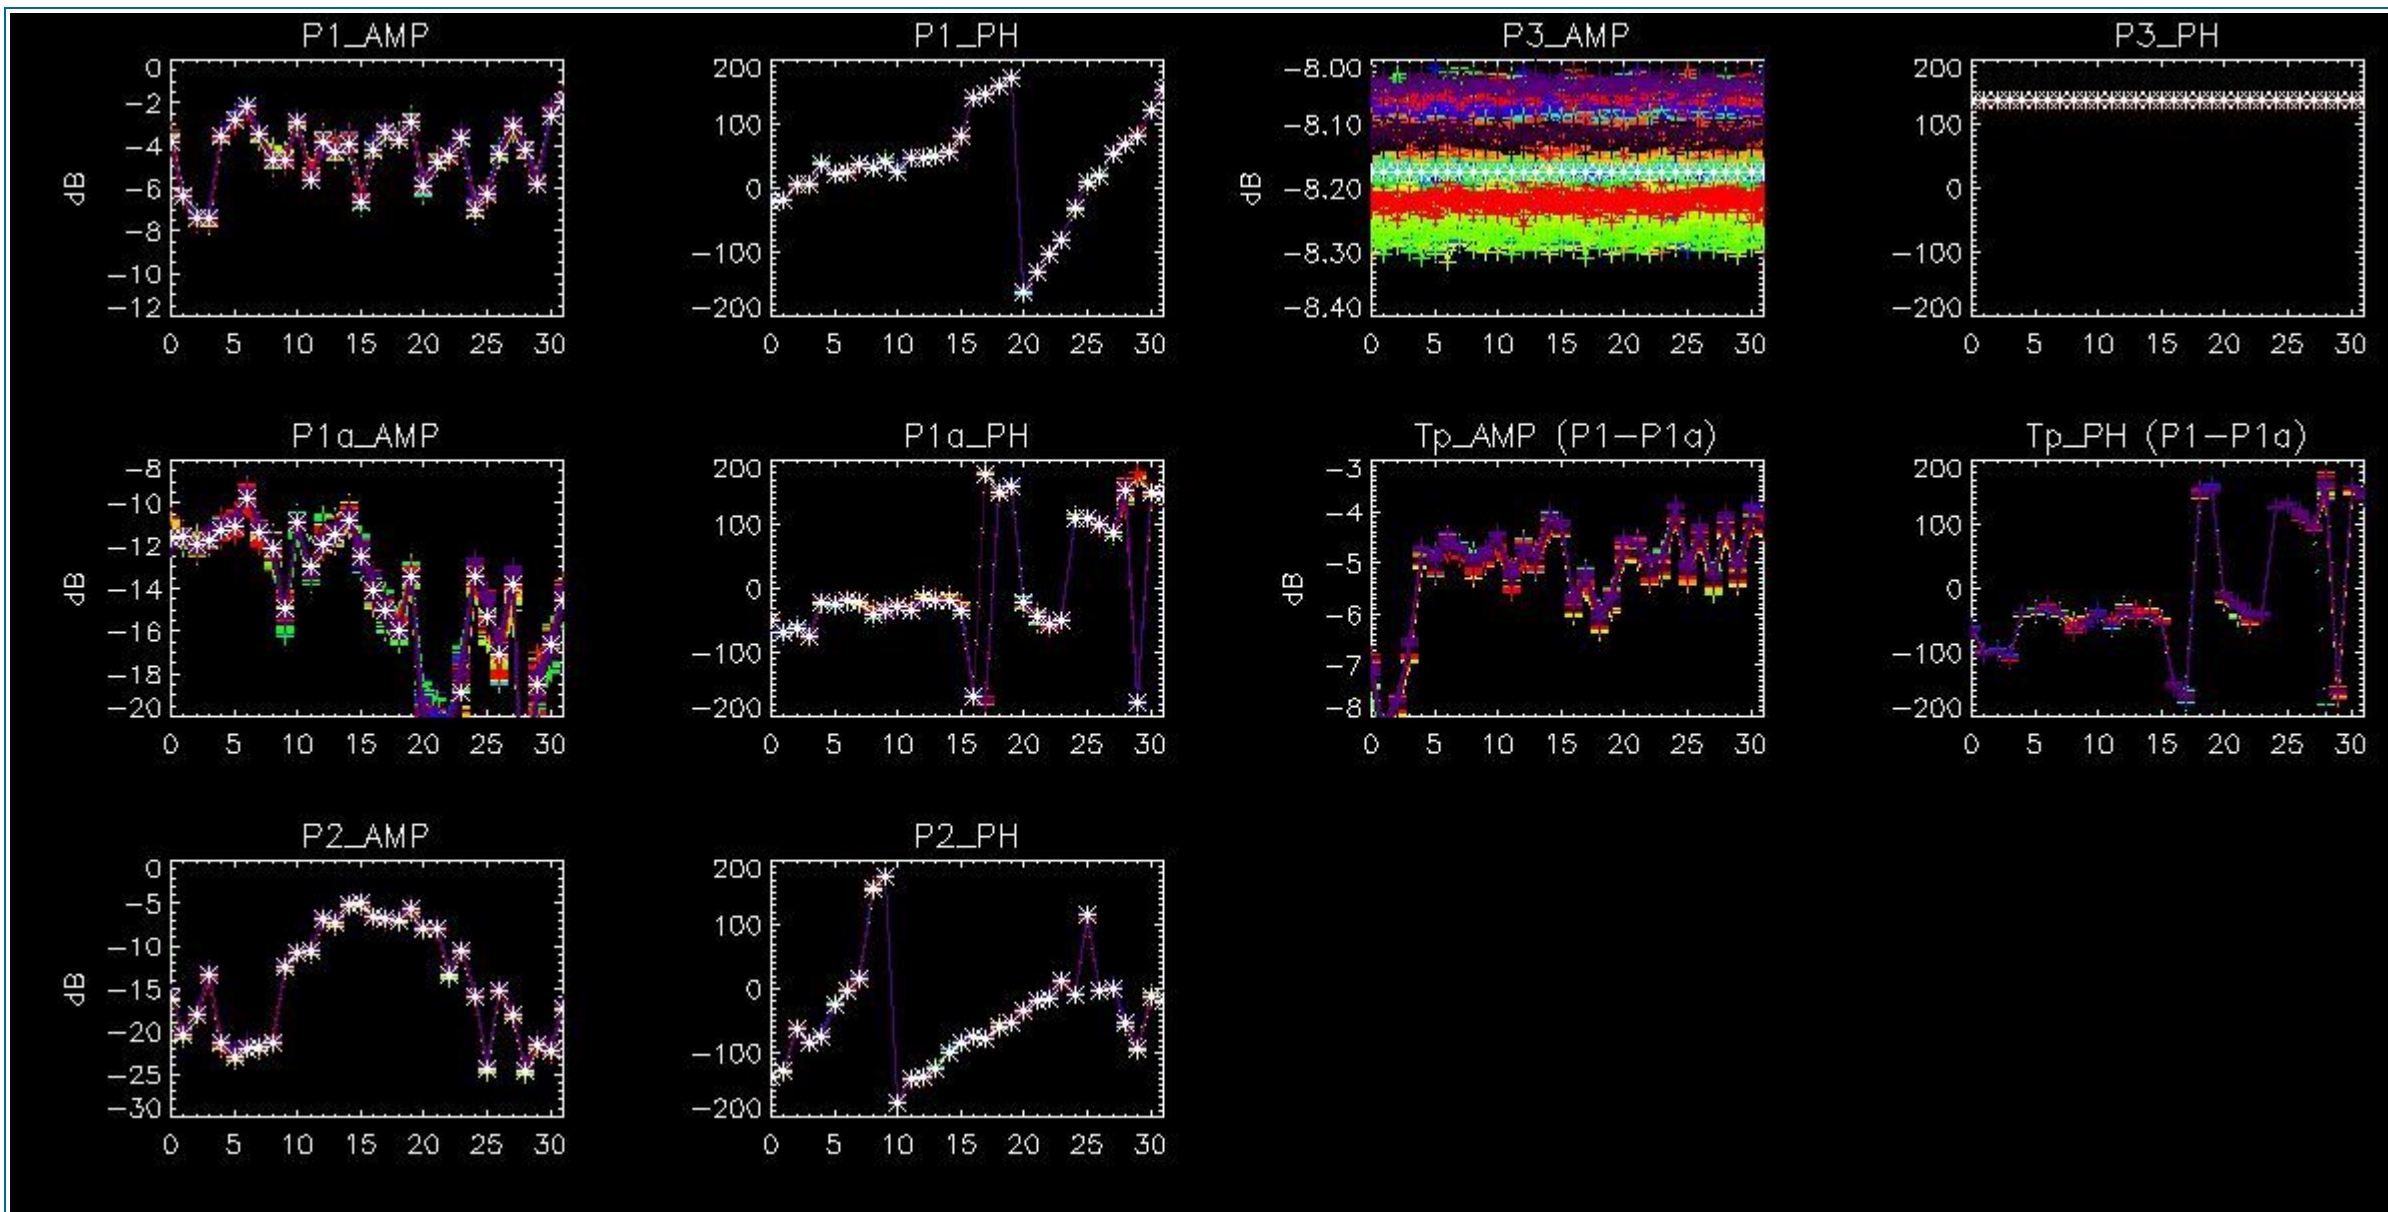 P1_AMP P1_PH P3_AMP P3_PH
0 200 -8.00 200
-2
-4 100 -8.10 100
dB -6 0 dB -8.20 0
-8
-10 -100 -8.30 -100
-12 -200 -8.40 -200
0 5 10 15 20 25 30 0 5 10 15 20 25 30 0 5 10 15 20 25 30 0 5 10 15 20 25 30
P1a_AMP P1a_PH Tp_AMP (P1-P1a) Tp_PH (P1-P1a)
-8 200 -3 200
-10 100 -4 100
-12
dB -14 0 dB -5 0
-16 -100 -6 -100
-18 -7
-20 -200 -8 -200
0 5 10 15 20 25 30 0 5 10 15 20 25 30 0 5 10 15 20 25 30 0 5 10 15 20 25 30
P2_AMP P2_PH
0 200
-5 100
-10
dB -15 0
-20 -100
-25
-30 -200
0 5 10 15 20 25 30 0 5 10 15 20 25 30